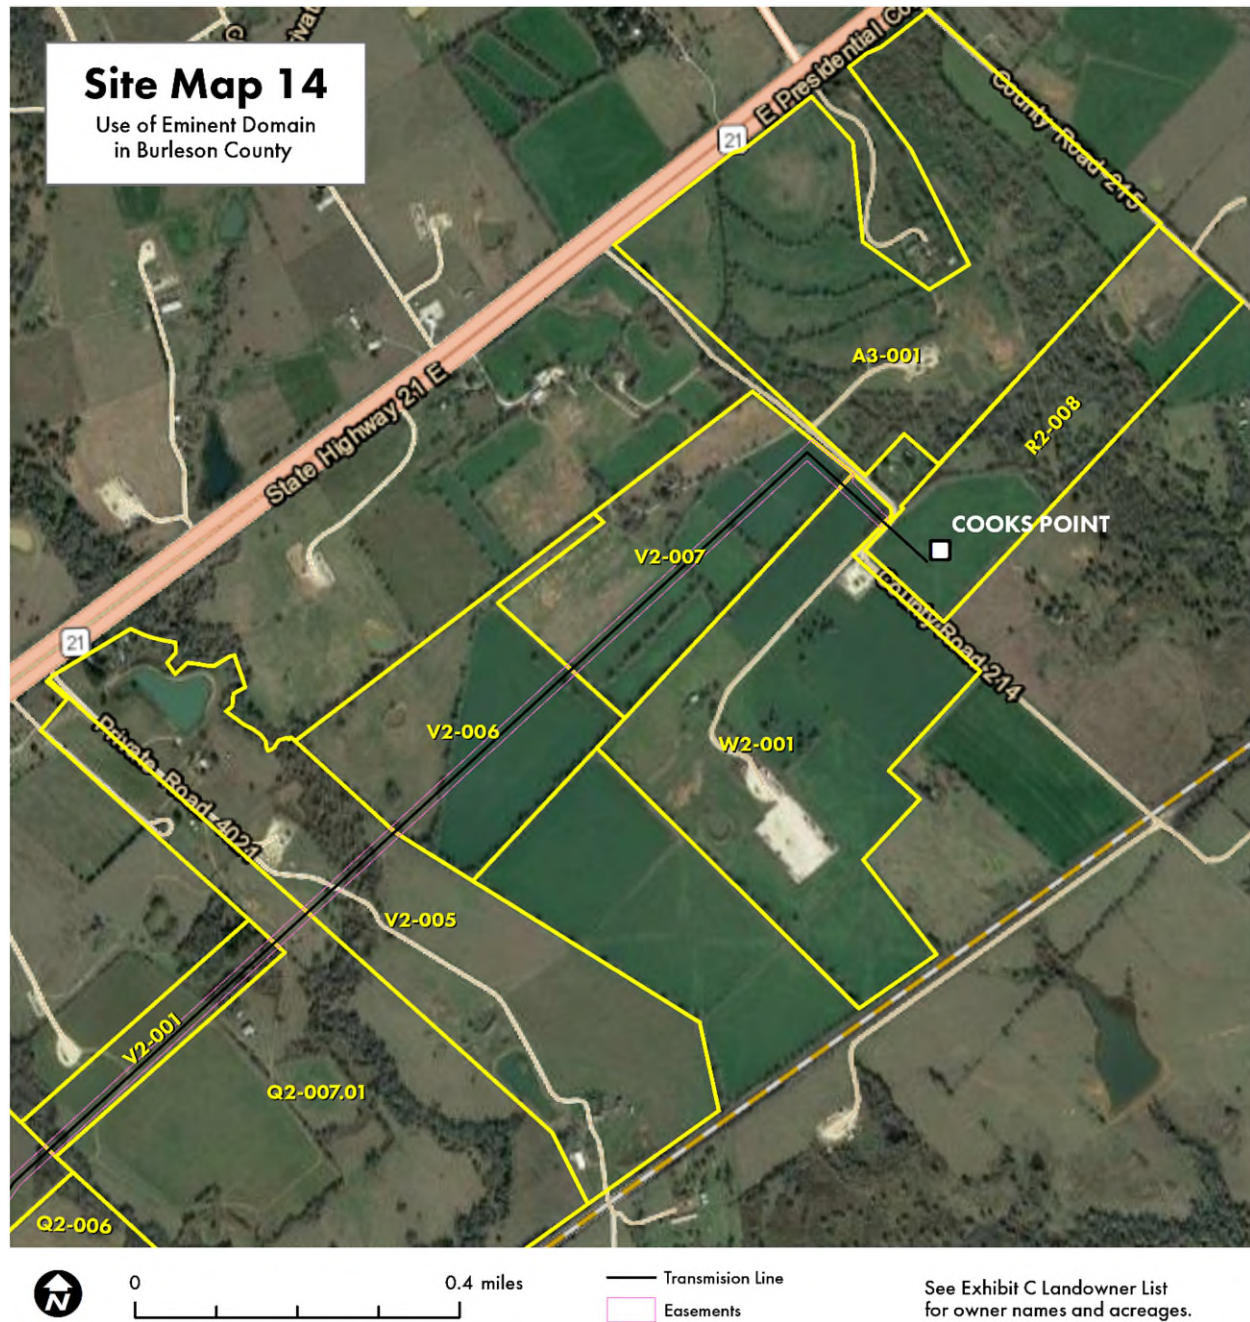 Site Map 14
Use of Eminent Domain
in Burleson County
E Presidential Co
21
County Road 215
State Highway 21 E
A3-001
R2-008
COOKS POINT
V2-007
County Road 214
21
V2-006
W2-001
Private Road 4021
V2-005
V2-001
Q2-007.01
Q2-006
N
0
0.4 miles
Transmision Line
Easements
See Exhibit C Landowner List
for owner names and acreages.